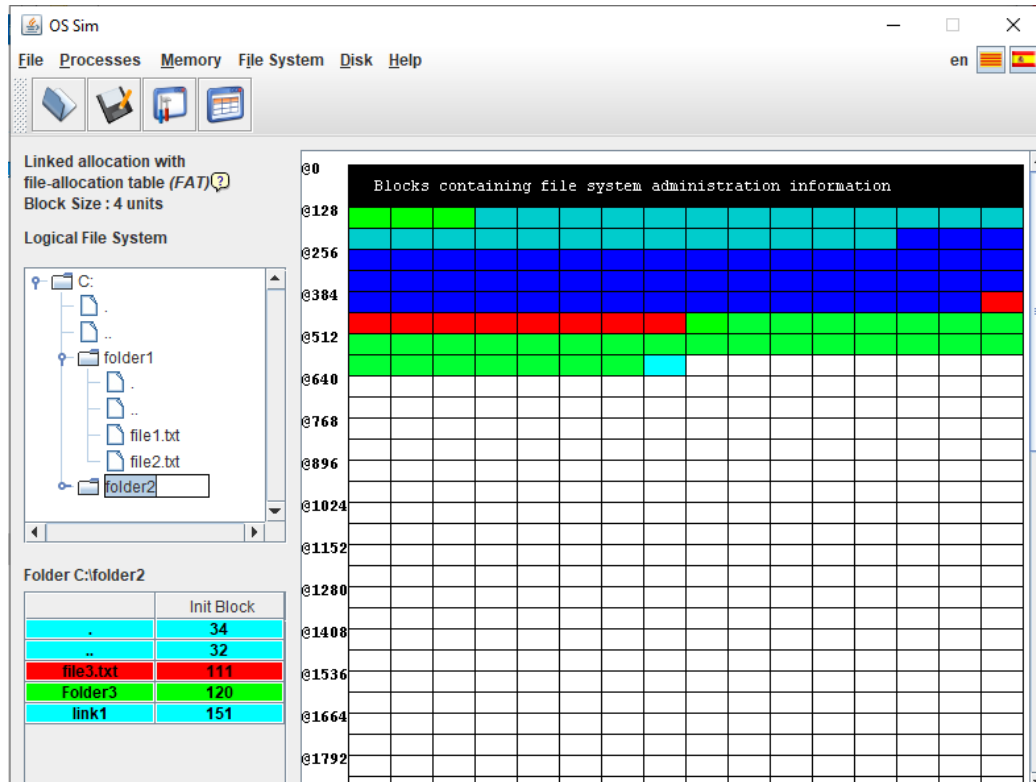 OS Sim
File Processes Memory File System Disk Help en
Linked allocation with
file-allocation table (FAT)?
Block Size : 4 units
Logical File System
C:
.
..
folder1
.
..
file1.txt
file2.txt
folder2
Folder C:\folder2
Init Block
. 34
.. 32
file3.txt 111
Folder3 120
link1 151
@0
Blocks containing file system administration information
@128
@256
@384
@512
@640
@768
@896
@1024
@1152
@1280
@1408
@1536
@1664
@1792